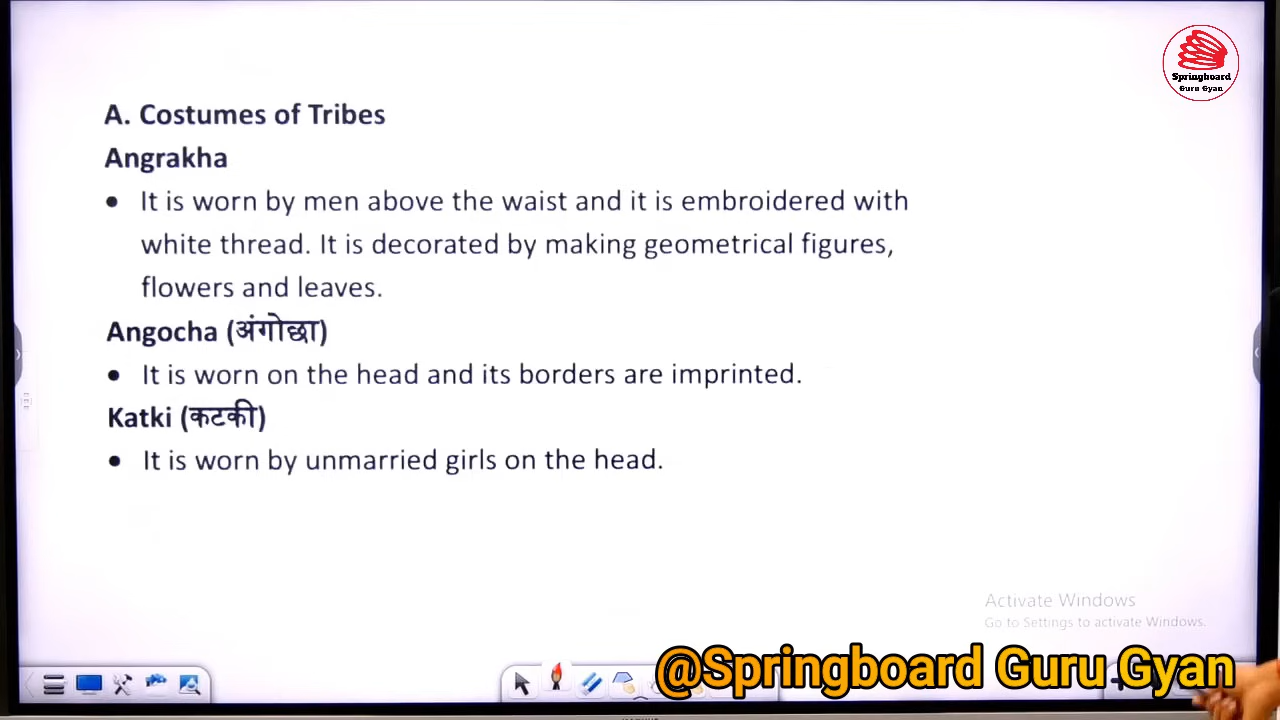 Springboard
Guru Gyan
A. Costumes of Tribes
Angrakha
• It is worn by men above the waist and it is embroidered with
white thread. It is decorated by making geometrical figures,
flowers and leaves.
Angocha (अंगोछा)
• It is worn on the head and its borders are imprinted.
Katki (कटकी)
• It is worn by unmarried girls on the head.
Activate Windows
Go to Settings to activate Windows.
@Springboard Guru Gyan